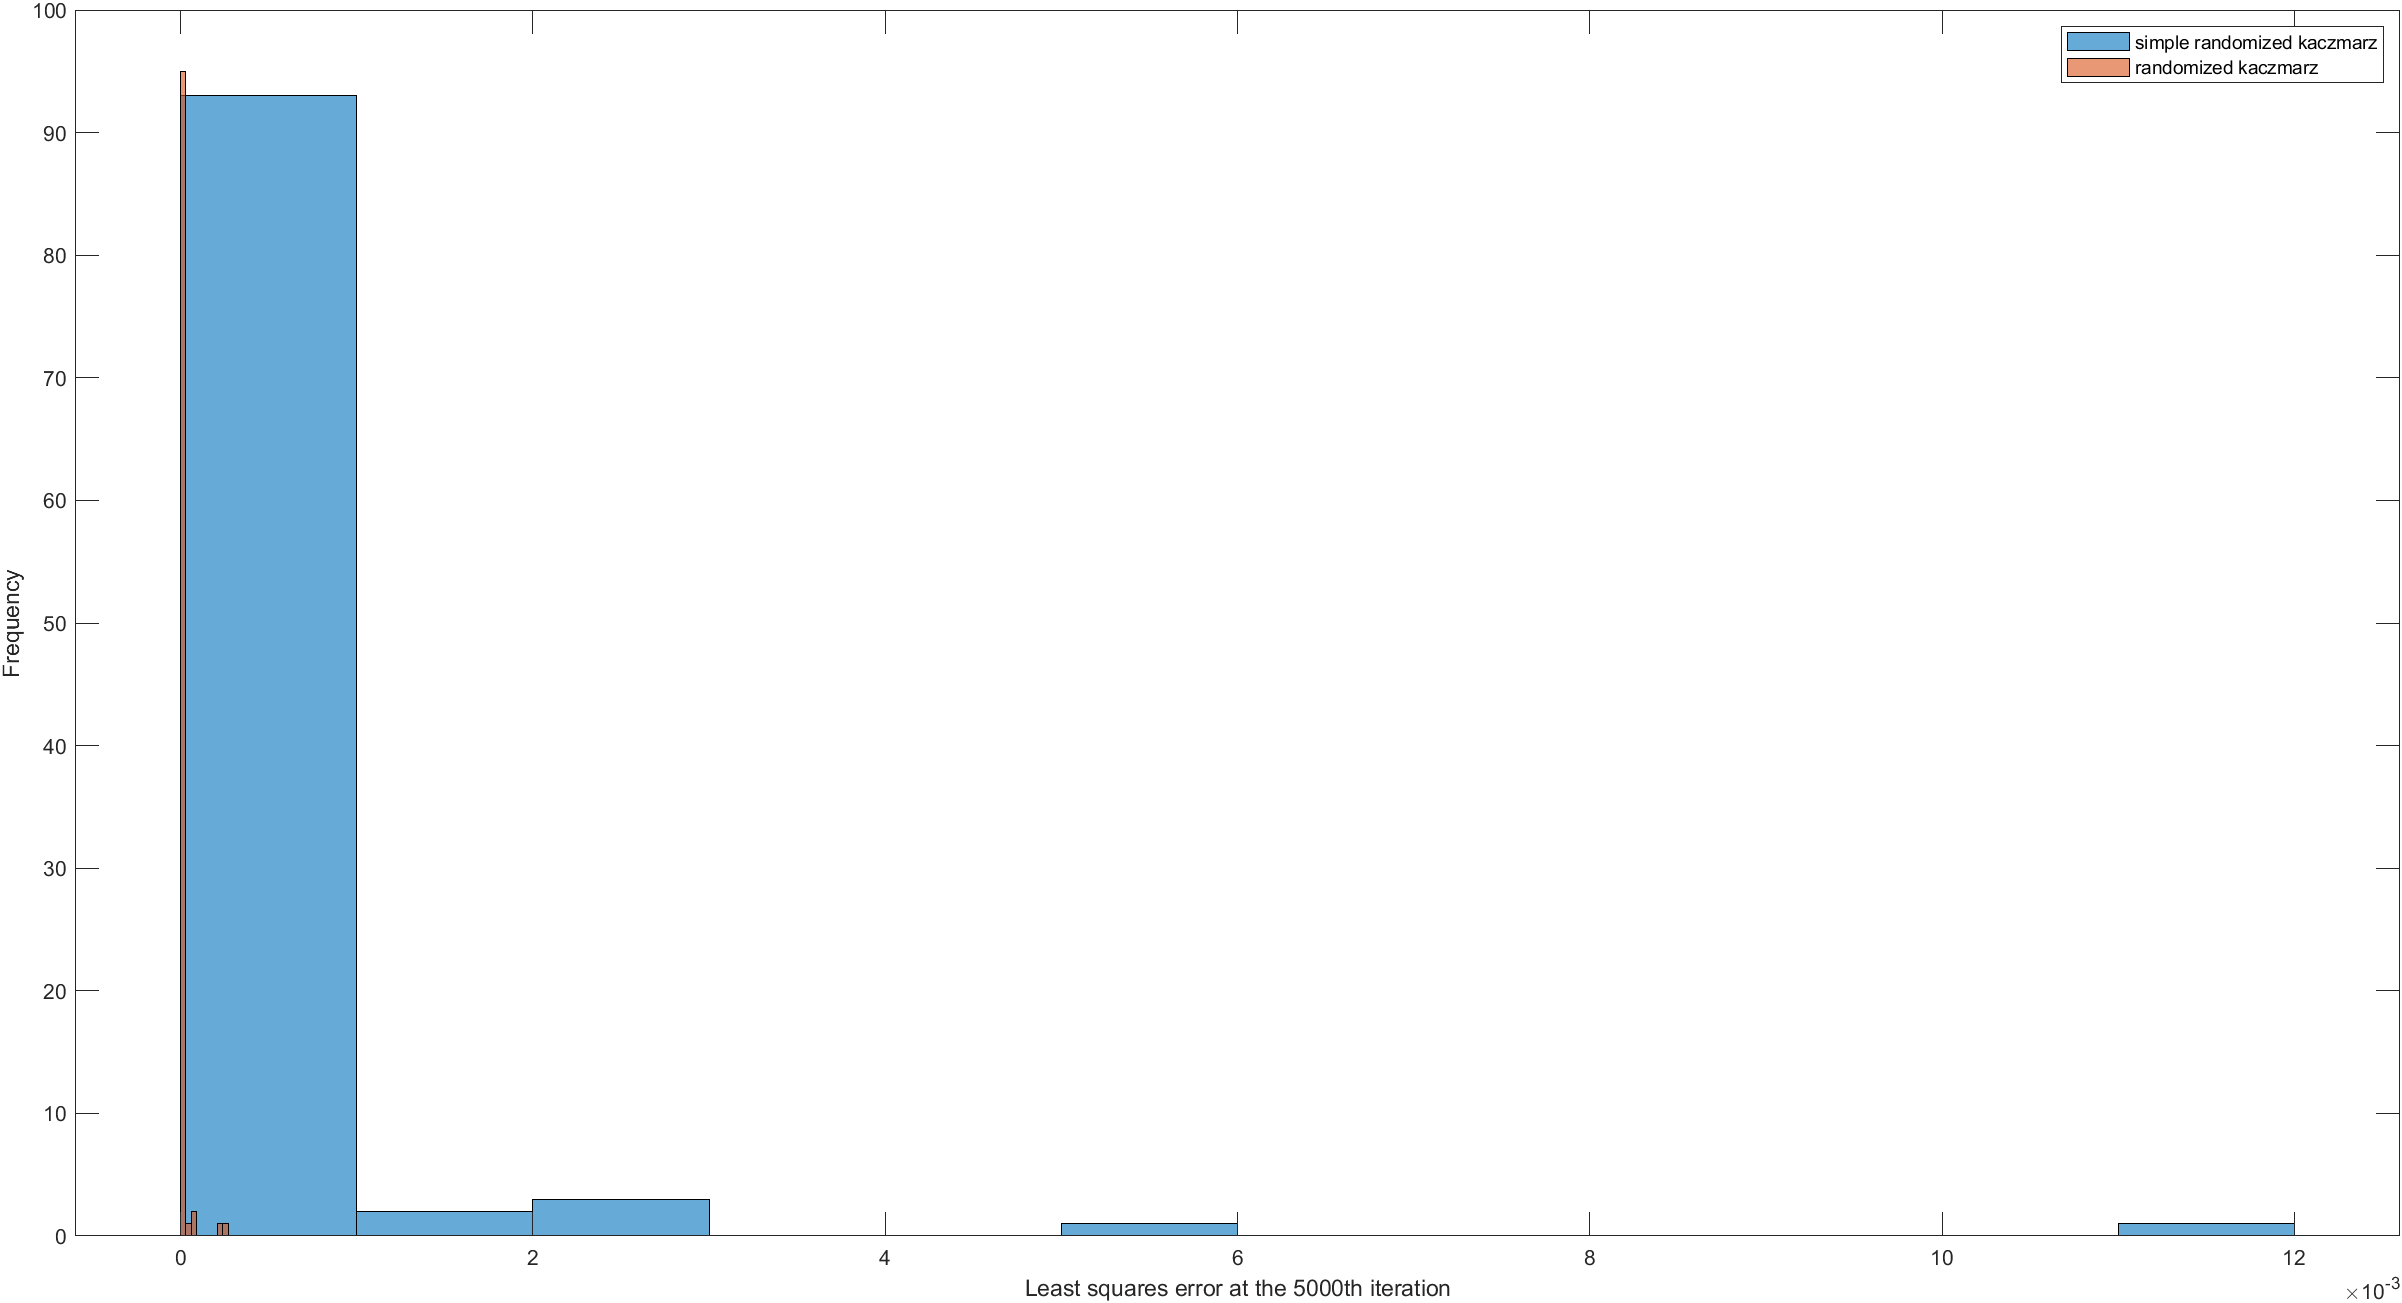 100
90
80
70
60
50
40
30
20
10
0
Frequency
simple randomized kaczmarz
randomized kaczmarz
0 2 4 6 8 10 12
×10-3
Least squares error at the 5000th iteration